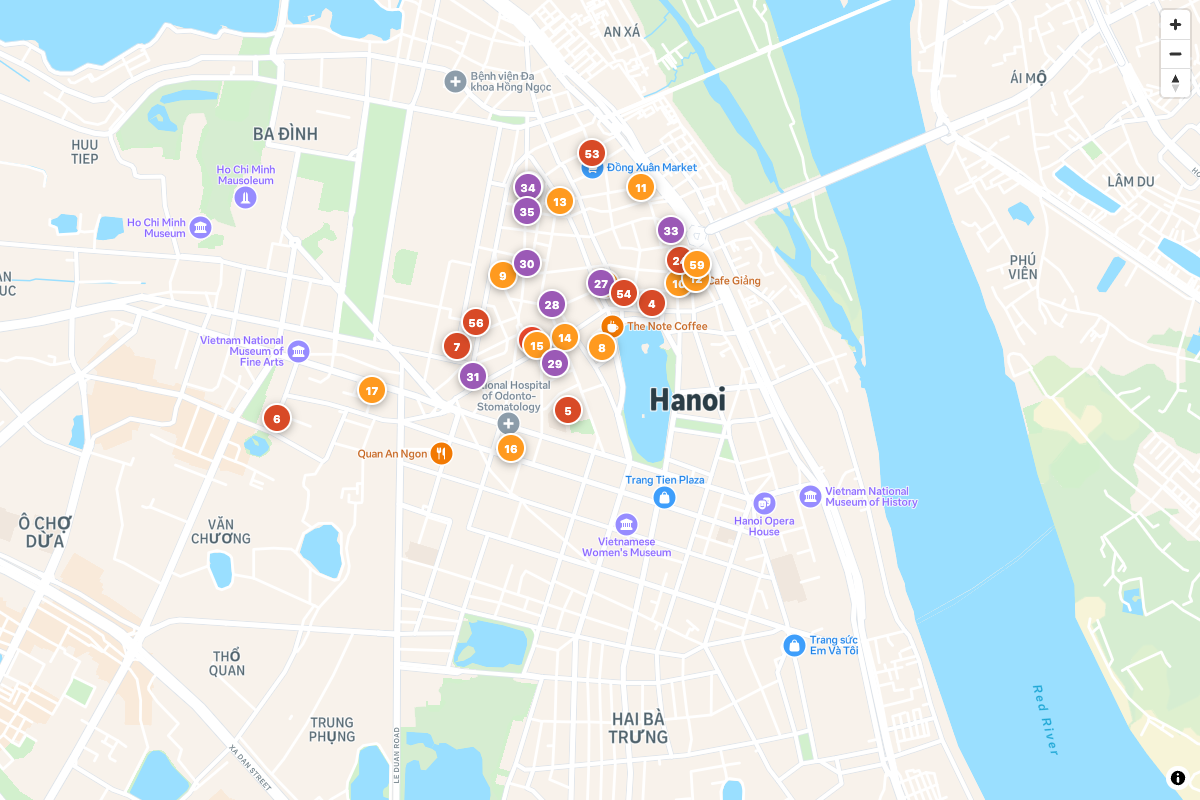 AN XÁ
Bệnh viện Đa
khoa Hồng Ngọc
ÁI MỘ
BA ĐÌNH
HUU
TIEP
53
Đồng Xuân Market
Ho Chi Minh
Mausoleum
LÂM DU
34
11
13
35
Ho Chi Minh
Museum
33
PHÚ
VIÊN
59
9
30
27
54
10
12
Cafe Giảng
4
28
56
The Note Coffee
Vietnam National
Museum of
Fine Arts
7
15
14
8
29
31
17
ional Hospital
of Odonto-
Stomatology
Hanoi
6
5
16
Quan An Ngon
Trang Tien Plaza
Vietnam National
Museum of History
Hanoi Opera
House
Ô CHỢ
DỪA
VĂN
CHƯƠNG
Vietnamese
Women's Museum
Trang sức
Em Và Tôi
THỔ
QUAN
Red River
TRUNG
PHỤNG
HAI BÀ
TRƯNG
LE DUAN ROAD
XA DAN STREET